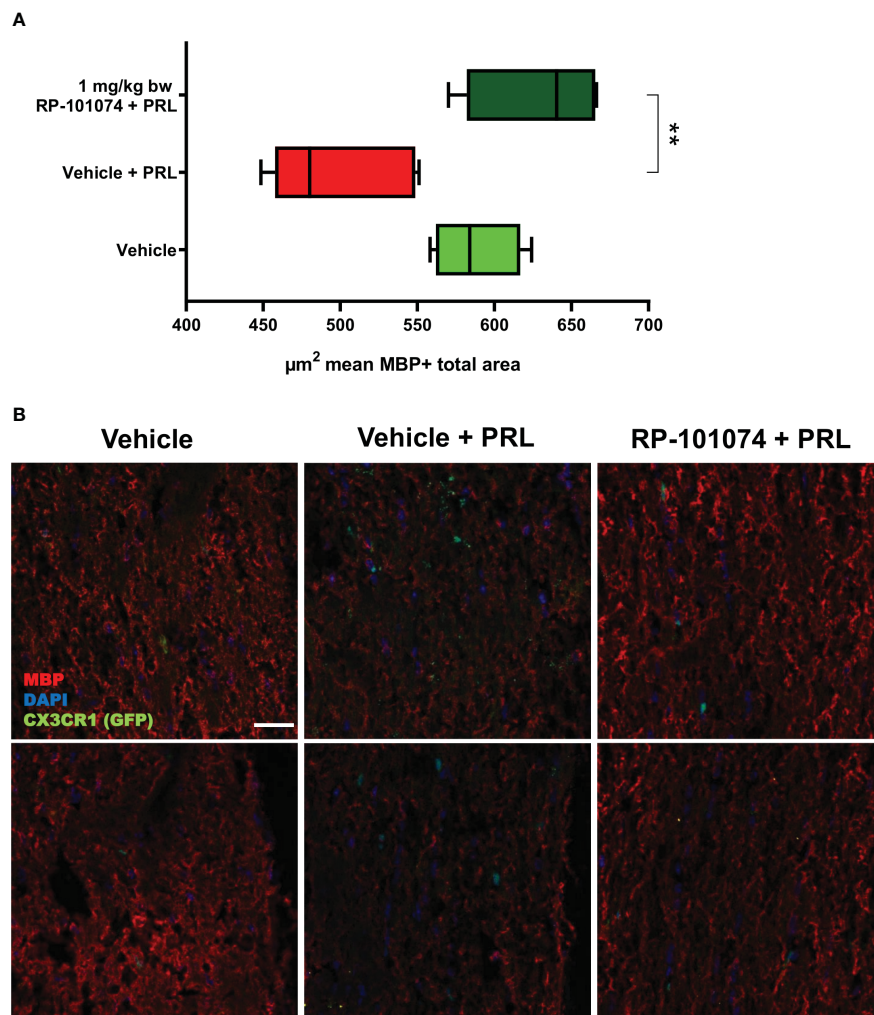 A
1 mg/kg bw
RP-101074 + PRL
**
Vehicle + PRL
Vehicle
400 450 500 550 600 650 700
µm² mean MBP+ total area
B
Vehicle Vehicle + PRL RP-101074 + PRL
MBP
DAPI
CX3CR1 (GFP)